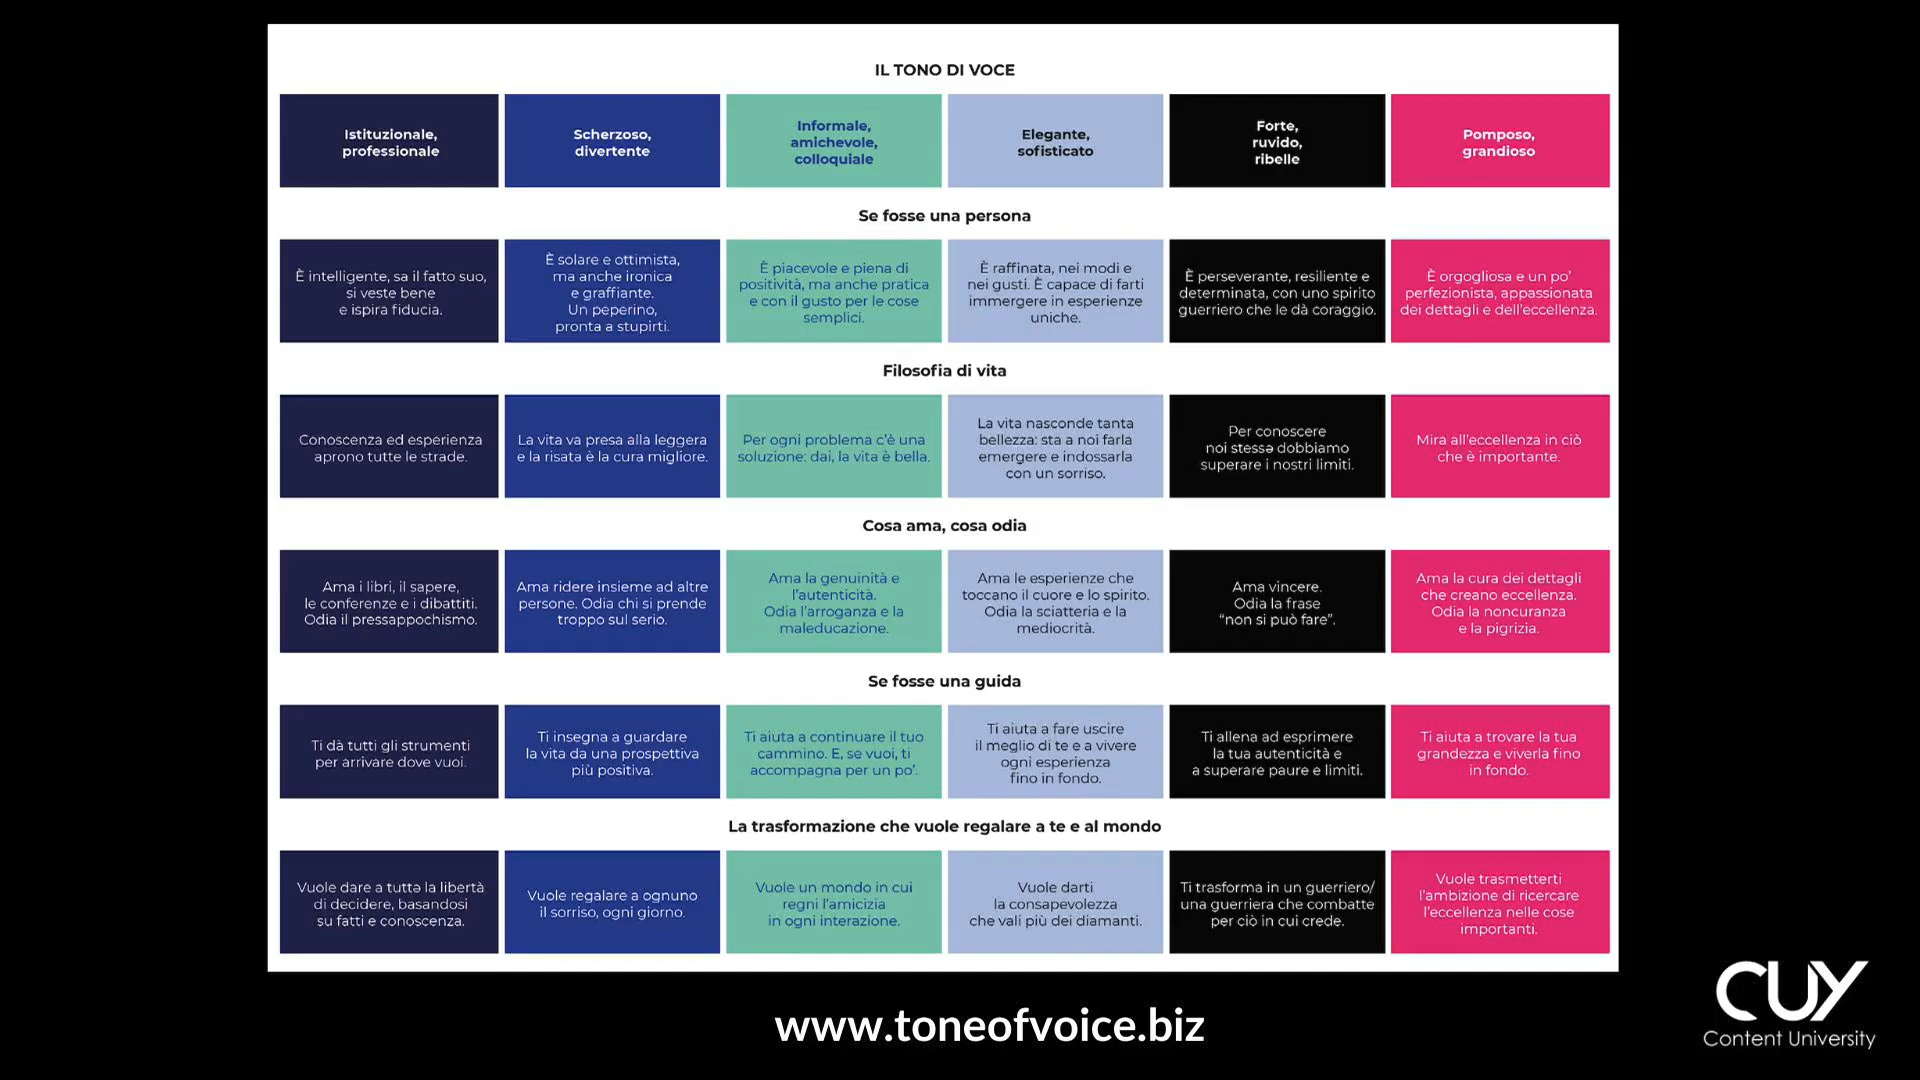 IL TONO DI VOCE
Istituzionale,
professionale
Scherzoso,
divertente
Informale,
amichevole,
colloquiale
Elegante,
sofisticato
Forte,
ruvido,
ribelle
Pomposo,
grandioso
Se fosse una persona
È intelligente, sa il fatto suo,
si veste bene
e ispira fiducia.
È solare e ottimista,
ma anche ironica
e graffiante.
Un peperino,
pronta a stupirti.
È piacevole e piena di
positività, ma anche pratica
e con il gusto per le cose
semplici.
È raffinata, nei modi e
nei gusti. È capace di farti
immergere in esperienze
uniche.
È perseverante, resiliente e
determinata, con uno spirito
guerriero che le dà coraggio.
È orgogliosa e un po'
perfezionista, appassionata
dei dettagli e dell'eccellenza.
Filosofia di vita
Conoscenza ed esperienza
aprono tutte le strade.
La vita va presa alla leggera
e la risata è la cura migliore.
Per ogni problema c'è una
soluzione: dai, la vita è bella.
La vita nasconde tanta
bellezza: sta a noi farla
emergere e indossarla
con un sorriso.
Per conoscere
noi stessə dobbiamo
superare i nostri limiti.
Mira all'eccellenza in ciò
che è importante.
Cosa ama, cosa odia
Ama i libri, il sapere,
le conferenze e i dibattiti.
Odia il pressappochismo.
Ama ridere insieme ad altre
persone. Odia chi si prende
troppo sul serio.
Ama la genuinità e
l'autenticità.
Odia l'arroganza e la
maleducazione.
Ama le esperienze che
toccano il cuore e lo spirito.
Odia la sciatteria e la
mediocrità.
Ama vincere.
Odia la frase
“non si può fare”.
Ama la cura dei dettagli
che creano eccellenza.
Odia la noncuranza
e la pigrizia.
Se fosse una guida
Ti dà tutti gli strumenti
per arrivare dove vuoi.
Ti insegna a guardare
la vita da una prospettiva
più positiva.
Ti aiuta a continuare il tuo
cammino. E, se vuoi, ti
accompagna per un po'.
Ti aiuta a fare uscire
il meglio di te e a vivere
ogni esperienza
fino in fondo.
Ti allena ad esprimere
la tua autenticità e
a superare paure e limiti.
Ti aiuta a trovare la tua
grandezza e viverla fino
in fondo.
La trasformazione che vuole regalare a te e al mondo
Vuole dare a tuttə la libertà
di decidere, basandosi
su fatti e conoscenza.
Vuole regalare a ognuno
il sorriso, ogni giorno.
Vuole un mondo in cui
regni l'amicizia
in ogni interazione.
Vuole darti
la consapevolezza
che vali più dei diamanti.
Ti trasforma in un guerriero/
una guerriera che combatte
per ciò in cui crede.
Vuole trasmetterti
l'ambizione di ricercare
l'eccellenza nelle cose
importanti.
www.toneofvoice.biz
CUY
Content University